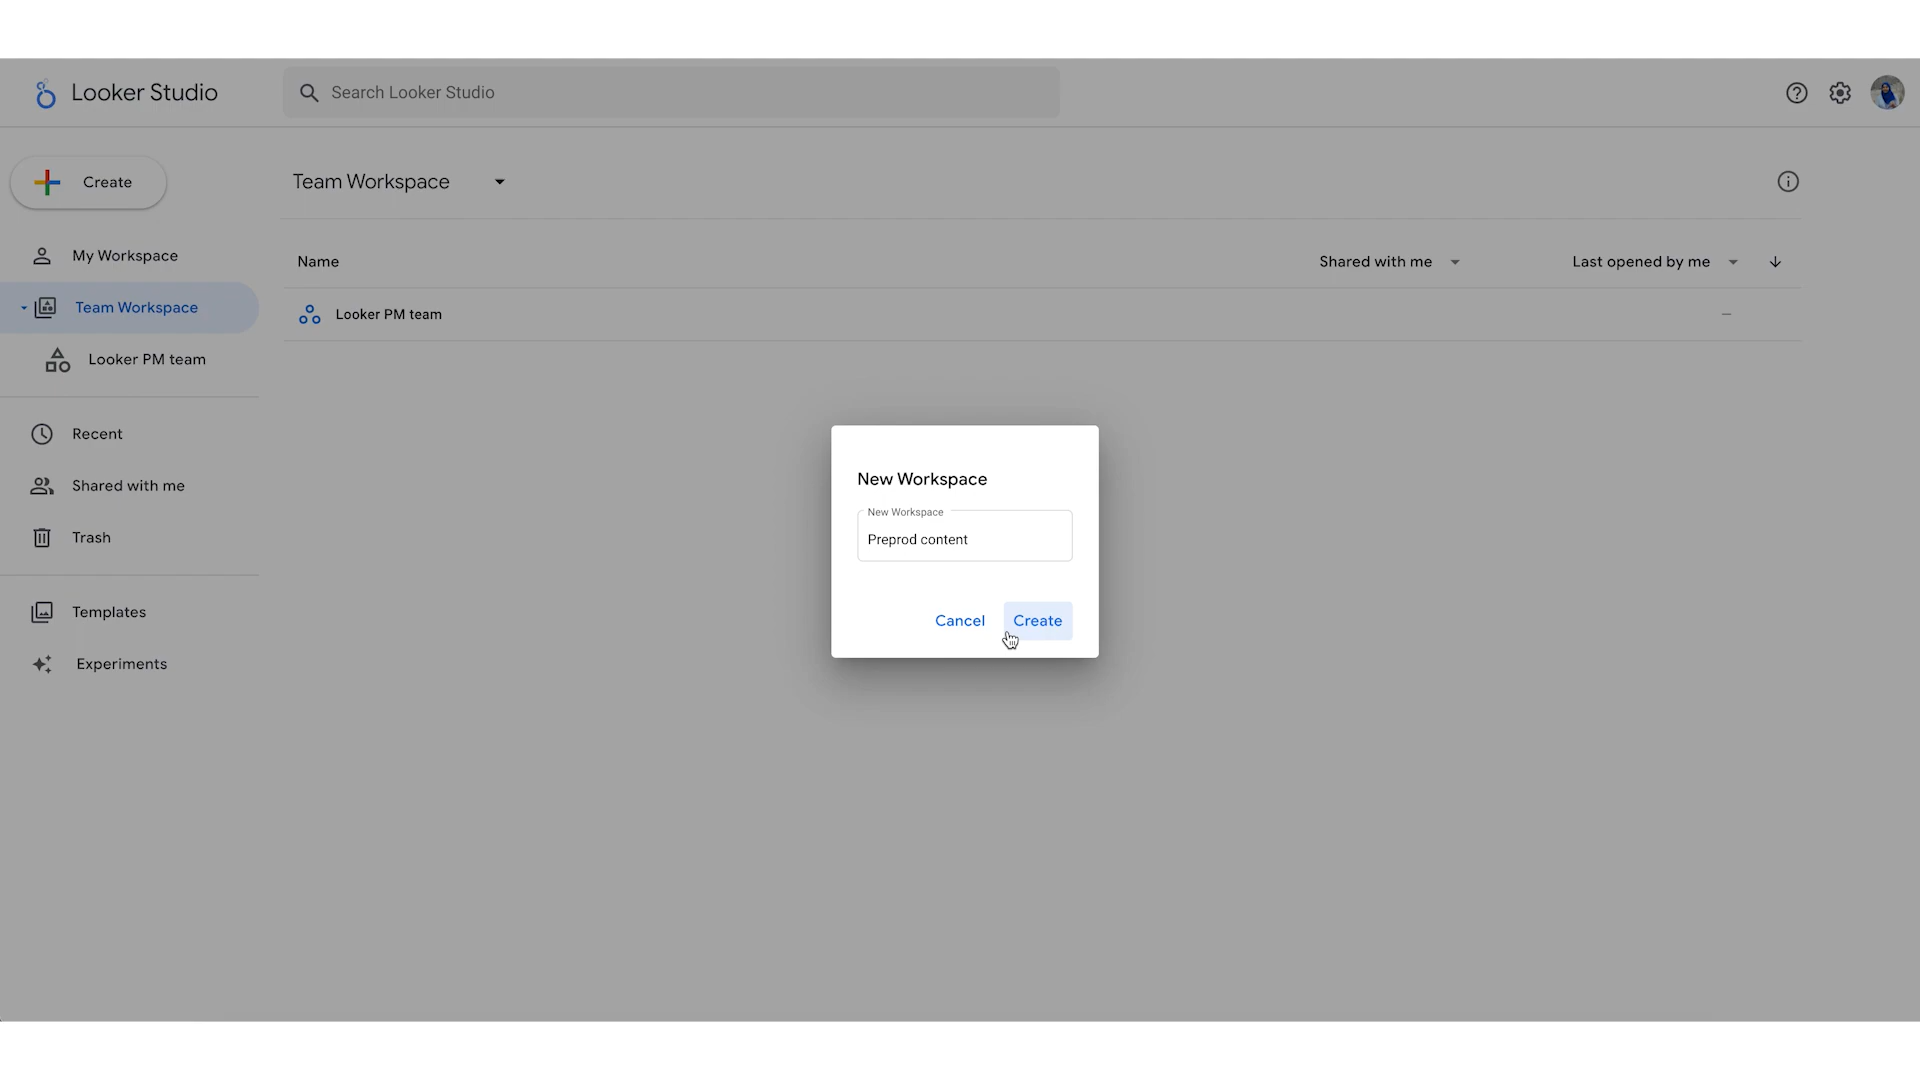 Looker Studio
Search Looker Studio
Create
Team Workspace
My Workspace
Team Workspace
Looker PM team
Recent
Shared with me
Trash
Templates
Experiments
Name
Shared with me
Last opened by me
Looker PM team
–
New Workspace
New Workspace
Preprod content
Cancel
Create